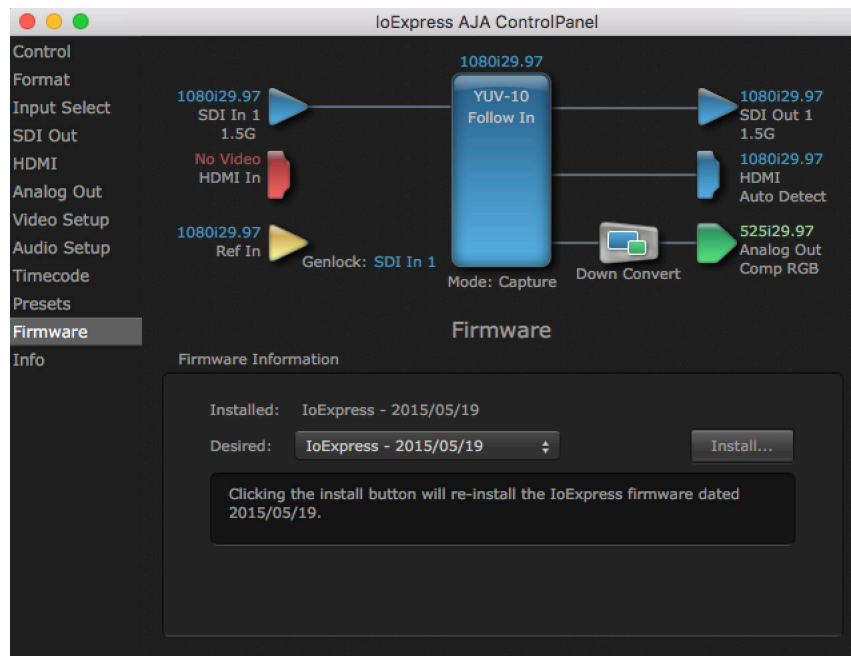 IoExpress AJA ControlPanel
Control
Format
Input Select
SDI Out
HDMI
Analog Out
Video Setup
Audio Setup
Timecode
Presets
Firmware
Info
1080i29.97
YUV-10
Follow In
1080i29.97
SDI In 1
1.5G
No Video
HDMI In
1080i29.97
Ref In
Genlock: SDI In 1
Mode: Capture
Down Convert
1080i29.97
SDI Out 1
1.5G
1080i29.97
HDMI
Auto Detect
525i29.97
Analog Out
Comp RGB
Firmware
Firmware Information
Installed: IoExpress - 2015/05/19
Desired: IoExpress - 2015/05/19
Install...
Clicking the install button will re-install the IoExpress firmware dated
2015/05/19.